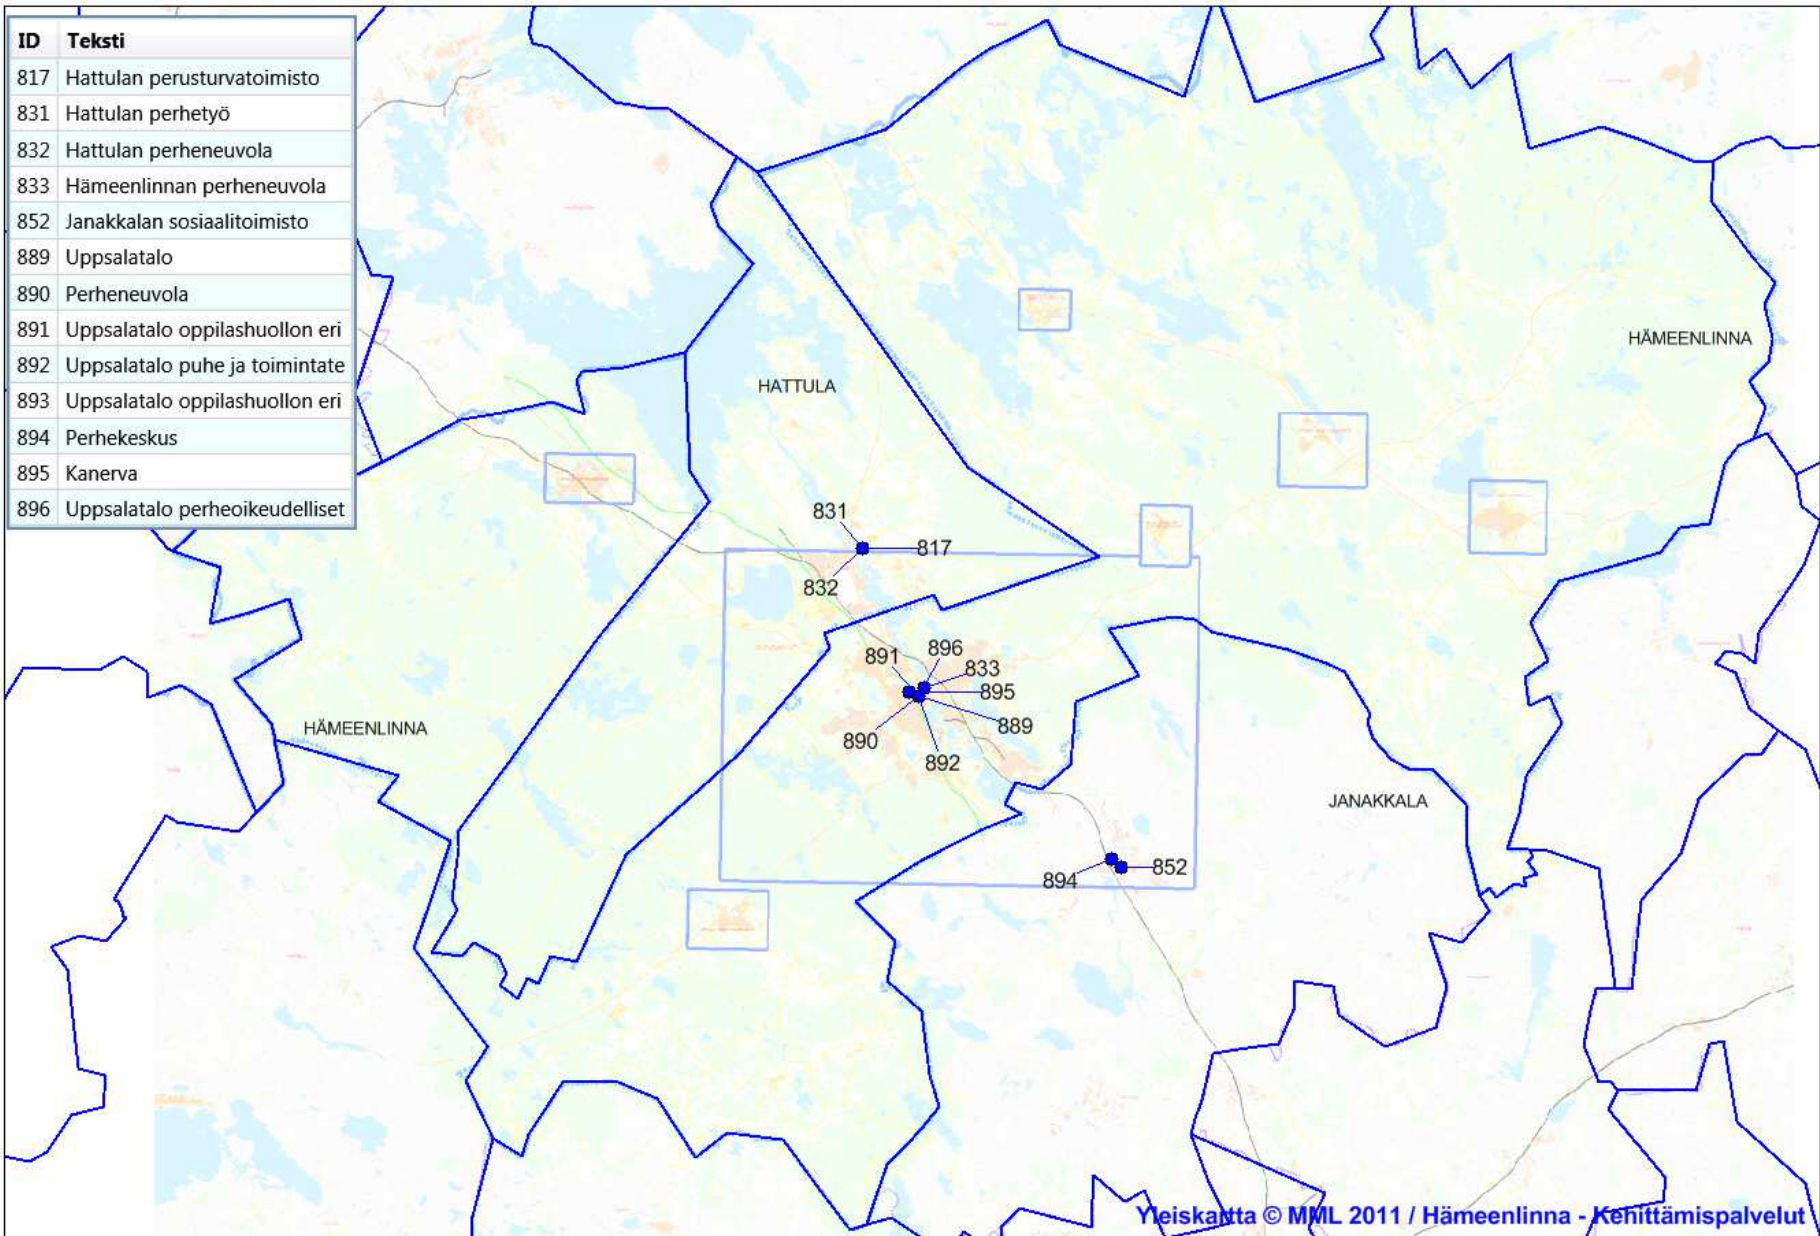 ID Teksti
817 Hattulan perusturvatoimisto
831 Hattulan perhetyö
832 Hattulan perheneuvola
833 Hämeenlinnan perheneuvola
852 Janakkalan sosiaalitoimisto
889 Uppsalatalo
890 Perheneuvola
891 Uppsalatalo oppilashuollon eri
892 Uppsalatalo puhe ja toimintate
893 Uppsalatalo oppilashuollon eri
894 Perhekeskus
895 Kanerva
896 Uppsalatalo perheoikeudelliset
HÄMEENLINNA
HATTULA
831
817
832
896
891
833
895
889
890
892
HÄMEENLINNA
JANAKKALA
894
852
Yleiskartta © MML 2011 / Hämeenlinna - Kehittämispalvelut